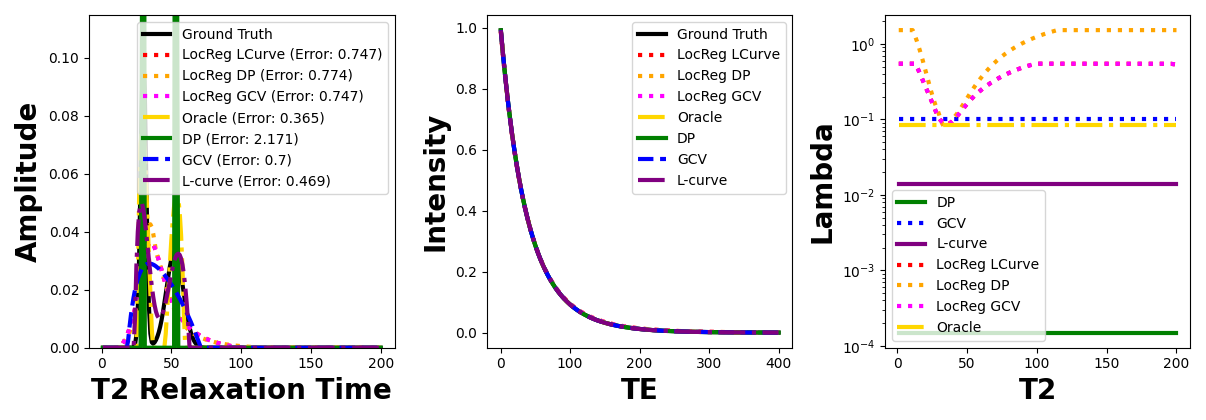 Amplitude
0.10
0.08
0.06
0.04
0.02
0.00
0
50
100
150
200
T2 Relaxation Time
Ground Truth
LocReg LCurve (Error: 0.747)
LocReg DP (Error: 0.774)
LocReg GCV (Error: 0.747)
Oracle (Error: 0.365)
DP (Error: 2.171)
GCV (Error: 0.7)
L-curve (Error: 0.469)
Intensity
1.0
0.8
0.6
0.4
0.2
0.0
0
100
200
300
400
TE
Ground Truth
LocReg LCurve
LocReg DP
LocReg GCV
Oracle
DP
GCV
L-curve
Lambda
10⁰
10⁻¹
10⁻²
10⁻³
10⁻⁴
0
50
100
150
200
T2
DP
GCV
L-curve
LocReg LCurve
LocReg DP
LocReg GCV
Oracle